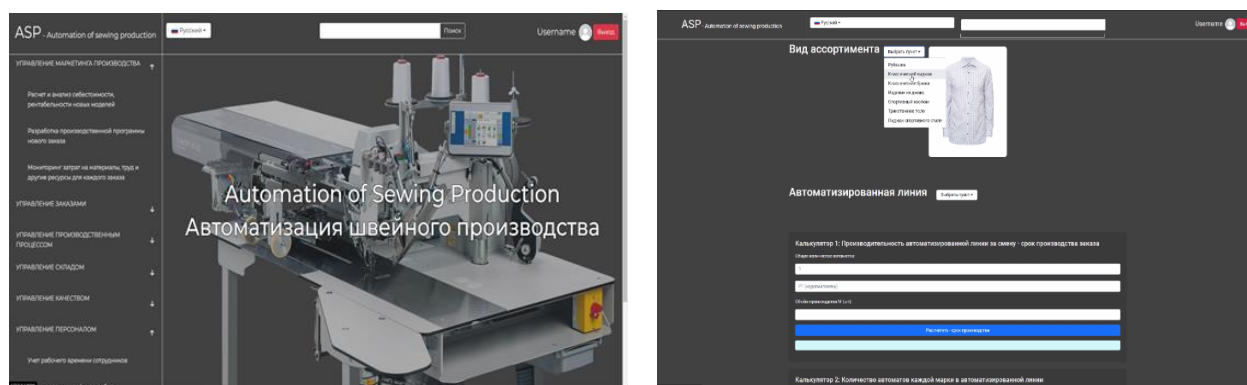 ASP - Automation of sewing production
Русский
Поиск
Username
Выход
УПРАВЛЕНИЕ МАРКЕТИНГА ПРОИЗВОДСТВА ↑
Расчет и анализ себестоимости,
рентабельности новых моделей
Разработка производственной программы
нового заказа
Мониторинг затрат на материалы, труд и
другие ресурсы для каждого заказа
УПРАВЛЕНИЕ ЗАКАЗАМИ ↓
УПРАВЛЕНИЕ ПРОИЗВОДСТВЕННЫМ
ПРОЦЕССОМ ↓
УПРАВЛЕНИЕ СКЛАДОМ ↓
УПРАВЛЕНИЕ КАЧЕСТВОМ ↓
УПРАВЛЕНИЕ ПЕРСОНАЛОМ ↑
Учет рабочего времени сотрудников
Automation of Sewing Production
Автоматизация швейного производства
ASP - Automation of sewing production
Русский
Username
Вид ассортимента
Выбрать пункт
Рубашка
Классический пиджак
Классические брюки
Спортивный костюм
Трикотажное поло
Автоматизированная линия
Выбрать пункт
Калькулятор 1: Производительность автоматизированной линии за смену - срок производства заказа
Рассчитать срок производства
Калькулятор 2: Количество автоматов каждой марки в автоматизированной линии